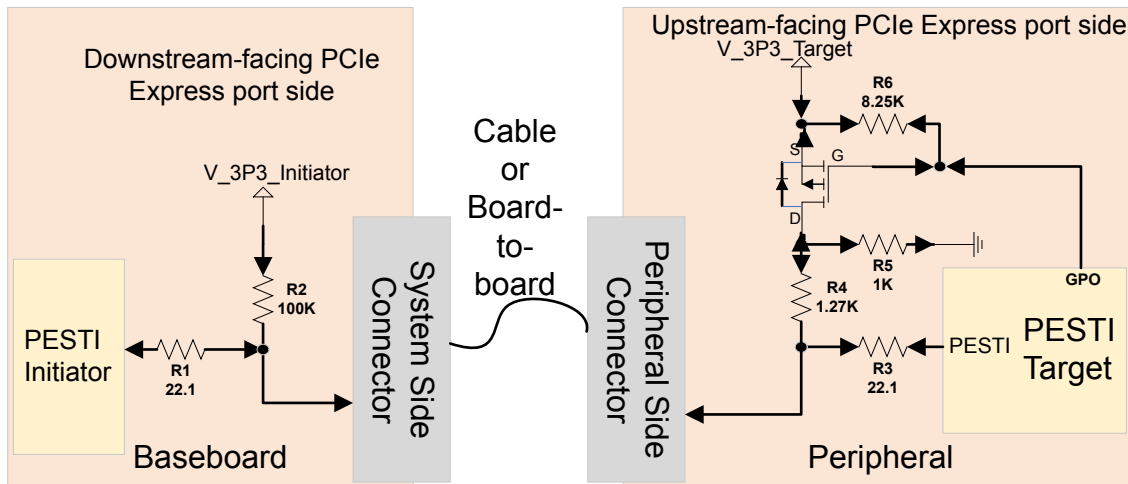 Downstream-facing PCIe
Express port side
V_3P3_Initiator
R2
100K
PESTI
Initiator
R1
22.1
Baseboard
System Side
Connector
Cable
or
Board-
to-
board
Peripheral Side
Connector
Upstream-facing PCIe Express port side
V_3P3_Target
R6
8.25K
S
G
D
R5
1K
R4
1.27K
GPO
PESTI
PESTI
Target
R3
22.1
Peripheral